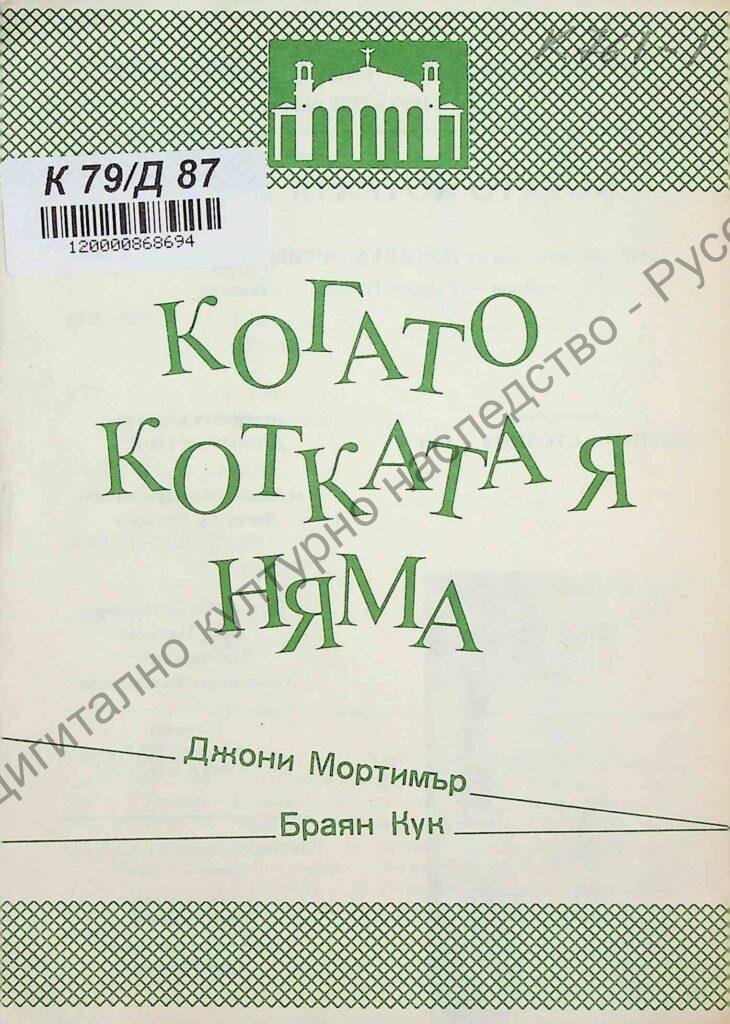 К 79/Д 87
120000868694
КОГАТО
КОТКАТА Я
НЯМА
Джони Мортимър
Браян Кук
Дигитално културно наследство - Русе